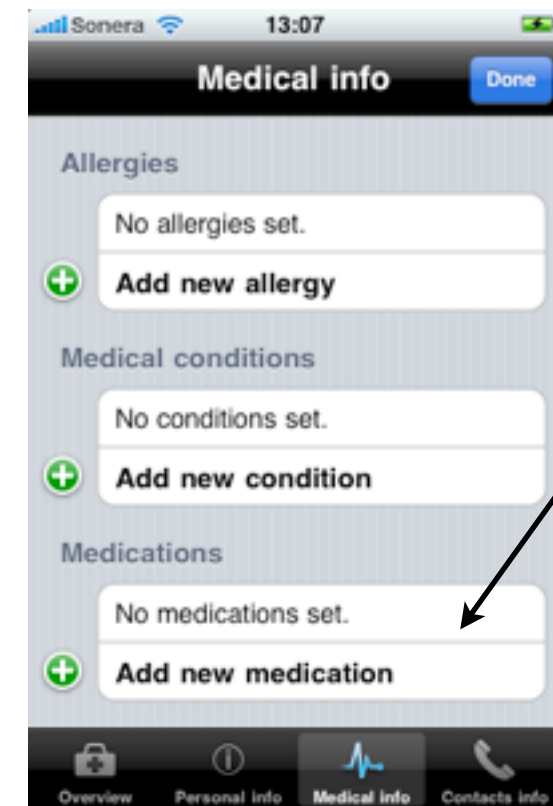 Sonera 13:07
Medical info Done
Allergies
No allergies set.
Add new allergy
Medical conditions
No conditions set.
Add new condition
Medications
No medications set.
Add new medication
Overview Personal info Medical info Contacts info